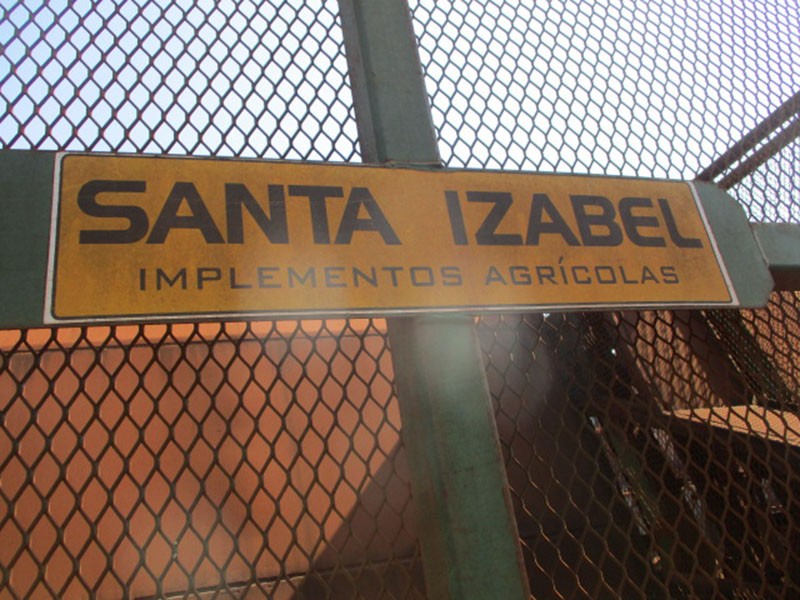 SANTA IZABEL
IMPLEMENTOS AGRÍCOLAS